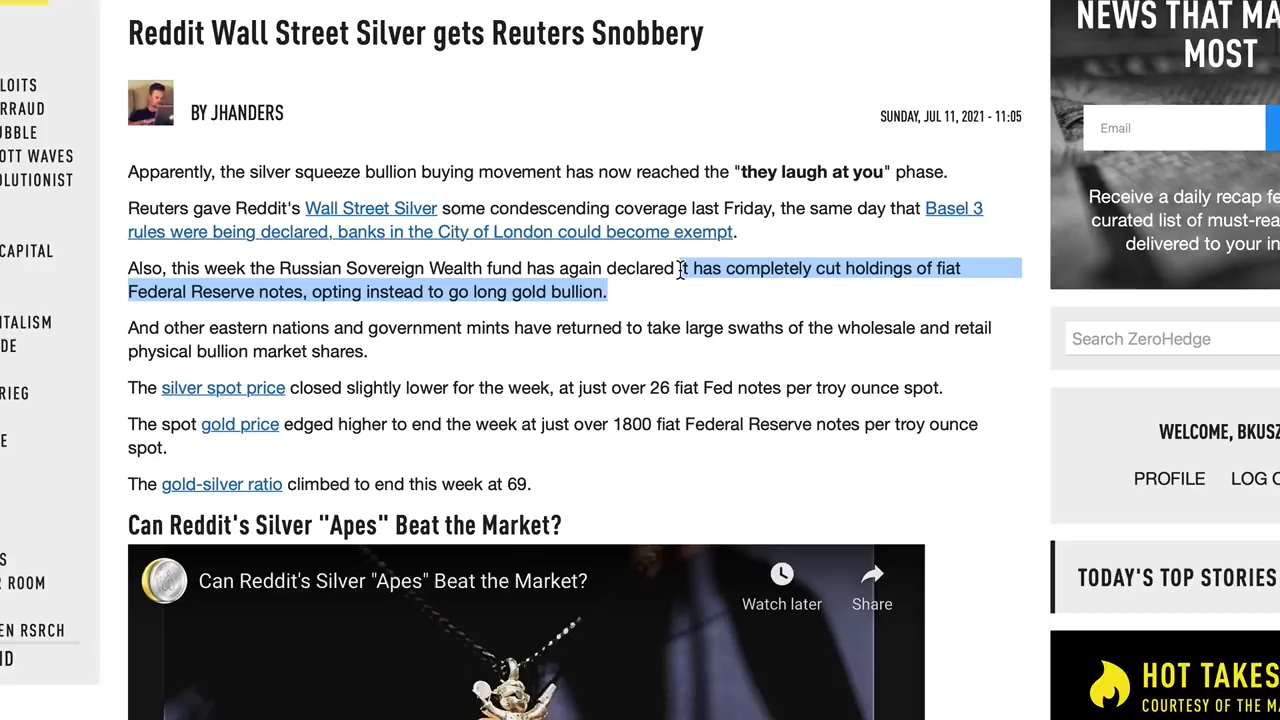 Reddit Wall Street Silver gets Reuters Snobbery
BY JHANDERS
SUNDAY, JUL 11, 2021 - 11:05
Apparently, the silver squeeze bullion buying movement has now reached the "they laugh at you" phase.
Reuters gave Reddit's Wall Street Silver some condescending coverage last Friday, the same day that Basel 3
rules were being declared, banks in the City of London could become exempt.
Also, this week the Russian Sovereign Wealth fund has again declared it has completely cut holdings of fiat
Federal Reserve notes, opting instead to go long gold bullion.
And other eastern nations and government mints have returned to take large swaths of the wholesale and retail
physical bullion market shares.
The silver spot price closed slightly lower for the week, at just over 26 fiat Fed notes per troy ounce spot.
The spot gold price edged higher to end the week at just over 1800 fiat Federal Reserve notes per troy ounce
spot.
The gold-silver ratio climbed to end this week at 69.
Can Reddit's Silver "Apes" Beat the Market?
Can Reddit's Silver "Apes" Beat the Market?
Watch later
Share
LOITS
RRAUD
UBBLE
OTT WAVES
OLUTIONIST
CAPITAL
ITALISM
DE
RIEG
E
S
R ROOM
EN RSRCH
ND
NEWS THAT MA
MOST
Email
Receive a daily recap fe
curated list of must-rea
delivered to your in
Search ZeroHedge
WELCOME, BKUSZ
PROFILE
LOG O
TODAY'S TOP STORIES
HOT TAKES
COURTESY OF THE MA